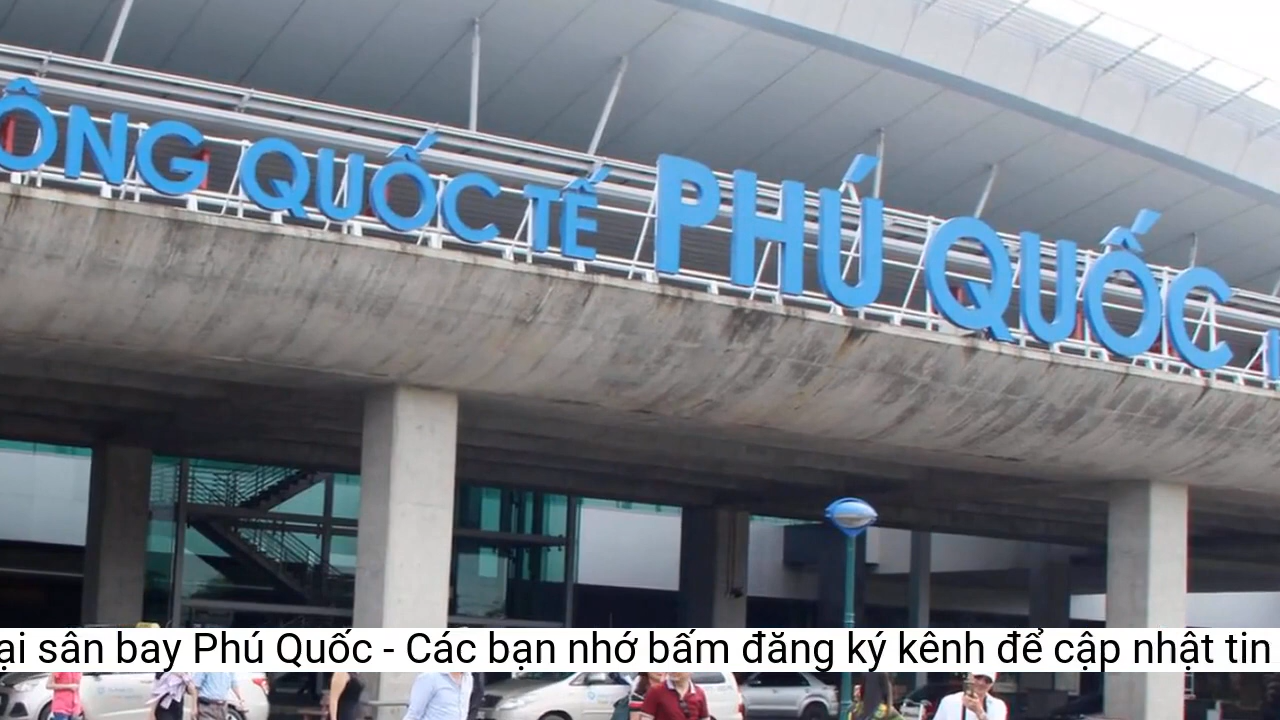 ÔNG QUỐC TẾ PHÚ QUỐC
ại sân bay Phú Quốc - Các bạn nhớ bấm đăng ký kênh để cập nhật tin